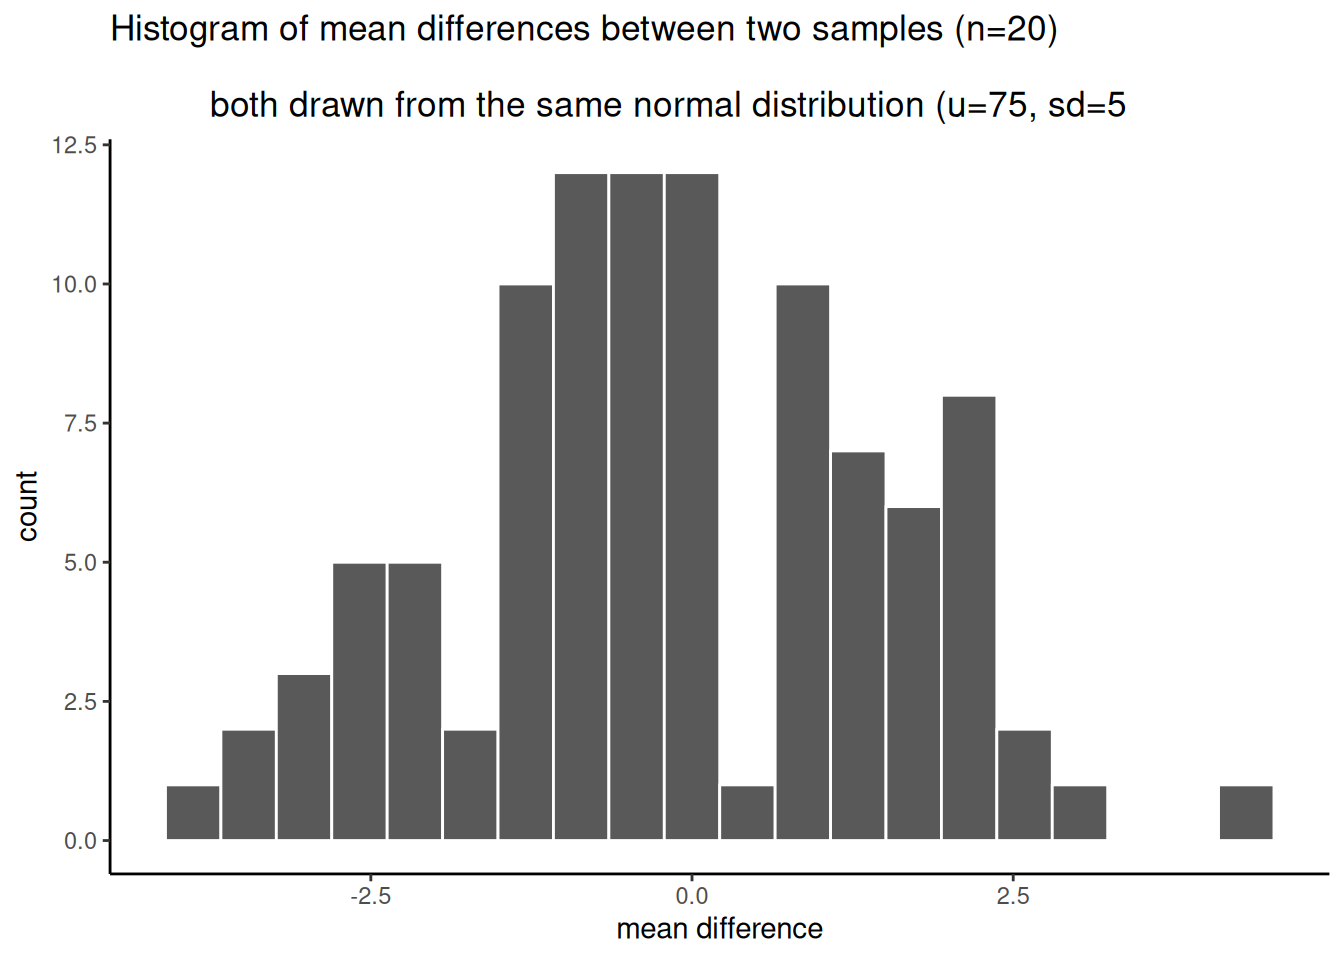 Histogram of mean differences between two samples (n=20)
both drawn from the same normal distribution (u=75, sd=5
12.5
10.0
7.5
5.0
2.5
0.0
count
-2.5
0.0
2.5
mean difference